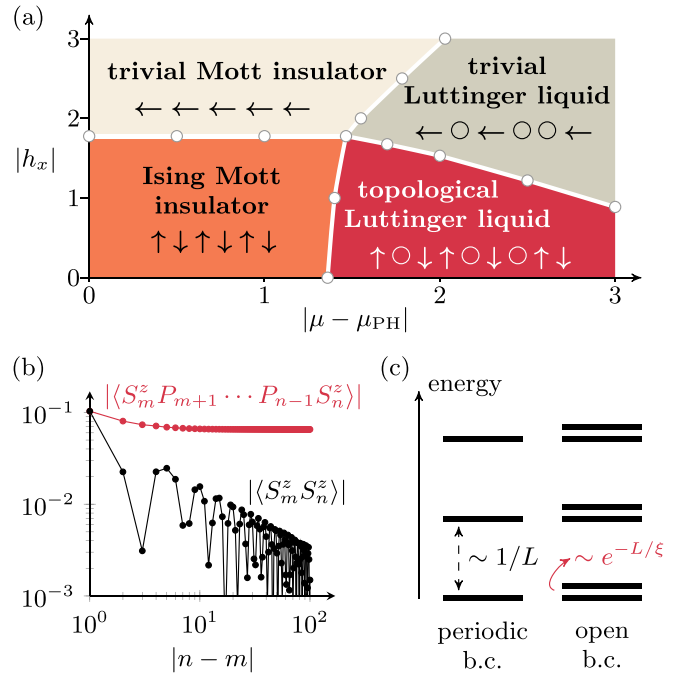 (a)
3
2
1
0
|h_x|
trivial Mott insulator
← ← ← ← ←
trivial
Luttinger liquid
← ○ ← ○ ○ ←
Ising Mott
insulator
↑ ↓ ↑ ↓ ↑ ↓
topological
Luttinger liquid
↑ ○ ↓ ↑ ○ ↓ ○ ↑ ↓
0 1 2 3
|μ − μ_PH|
(b)
|⟨S^z_m P_{m+1} ⋯ P_{n−1} S^z_n⟩|
|⟨S^z_m S^z_n⟩|
10^{−1}
10^{−2}
10^{−3}
10^0 10^1 10^2
|n − m|
(c)
energy
∼ 1/L
∼ e^{−L/ξ}
periodic
b.c.
open
b.c.